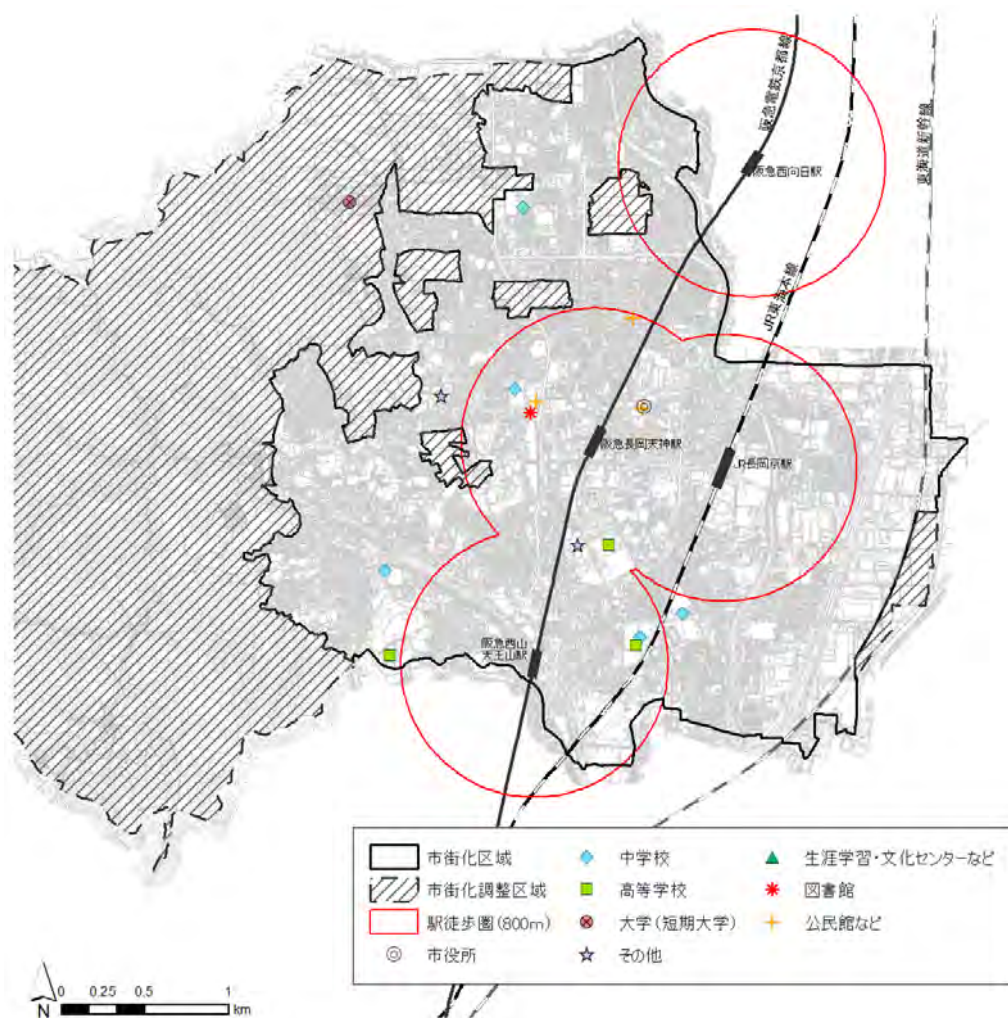 阪急電鉄京都線
東海道新幹線
阪急西向日駅
JR東海本線
阪急長岡天神駅
JR長岡京駅
阪急西山
天王山駅
市街化区域
中学校
生涯学習・文化センターなど
市街化調整区域
高等学校
図書館
駅徒歩圏(800m)
大学(短期大学)
公民館など
市役所
その他
0 0.25 0.5 1
km
N